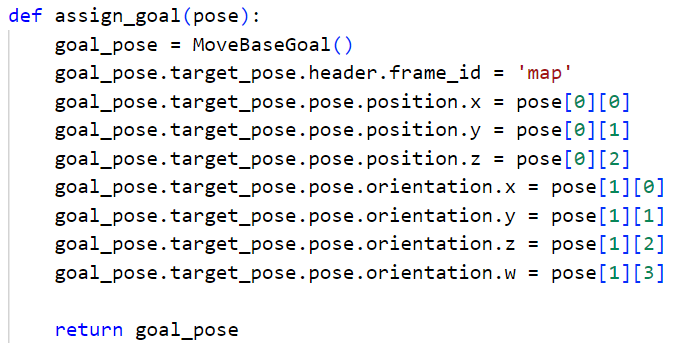 def assign_goal(pose):
    goal_pose = MoveBaseGoal()
    goal_pose.target_pose.header.frame_id = 'map'
    goal_pose.target_pose.pose.position.x = pose[0][0]
    goal_pose.target_pose.pose.position.y = pose[0][1]
    goal_pose.target_pose.pose.position.z = pose[0][2]
    goal_pose.target_pose.pose.orientation.x = pose[1][0]
    goal_pose.target_pose.pose.orientation.y = pose[1][1]
    goal_pose.target_pose.pose.orientation.z = pose[1][2]
    goal_pose.target_pose.pose.orientation.w = pose[1][3]

    return goal_pose